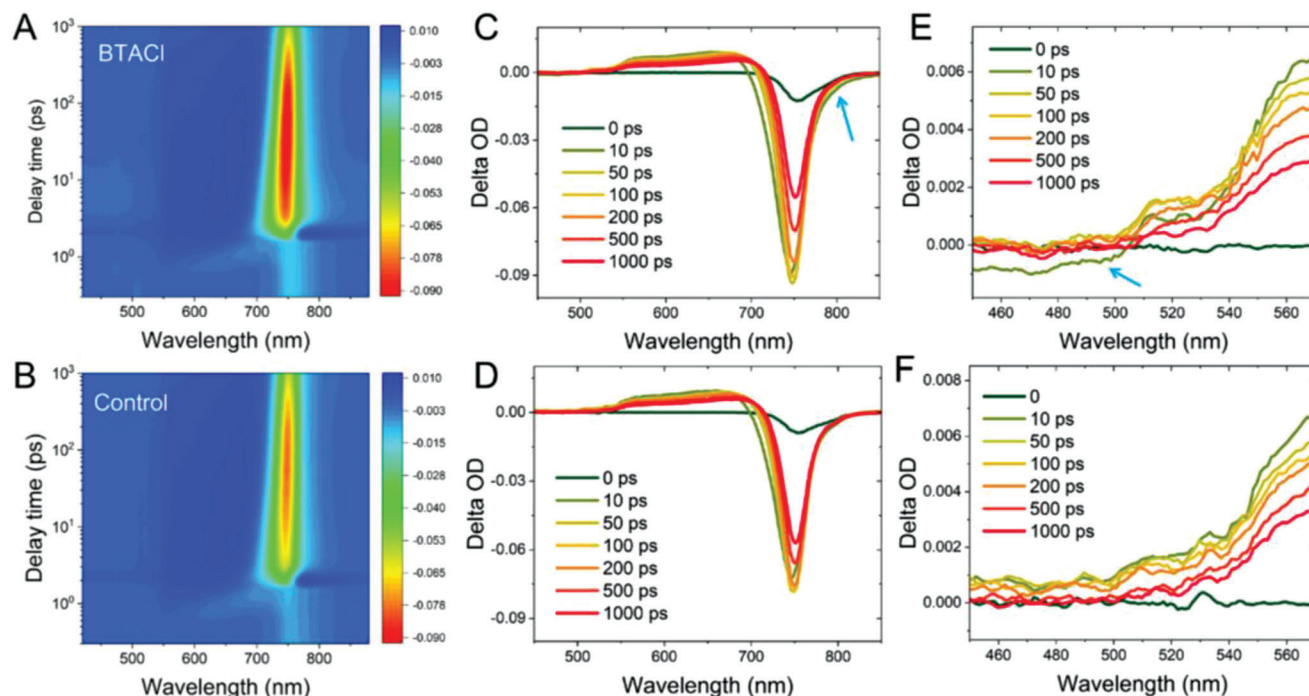 A
BTACl
Delay time (ps)
10³
10²
10¹
10⁰
500 600 700 800
Wavelength (nm)
0.010
-0.003
-0.015
-0.028
-0.040
-0.053
-0.065
-0.078
-0.090
C
Delta OD
0.00
-0.03
-0.06
-0.09
0 ps
10 ps
50 ps
100 ps
200 ps
500 ps
1000 ps
500 600 700 800
Wavelength (nm)
E
Delta OD
0.006
0.004
0.002
0.000
0 ps
10 ps
50 ps
100 ps
200 ps
500 ps
1000 ps
460 480 500 520 540 560
Wavelength (nm)
B
Control
Delay time (ps)
10³
10²
10¹
10⁰
500 600 700 800
Wavelength (nm)
0.010
-0.003
-0.015
-0.028
-0.040
-0.053
-0.065
-0.078
-0.090
D
Delta OD
0.00
-0.03
-0.06
-0.09
0 ps
10 ps
50 ps
100 ps
200 ps
500 ps
1000 ps
500 600 700 800
Wavelength (nm)
F
Delta OD
0.008
0.006
0.004
0.002
0.000
0
10 ps
50 ps
100 ps
200 ps
500 ps
1000 ps
460 480 500 520 540 560
Wavelength (nm)